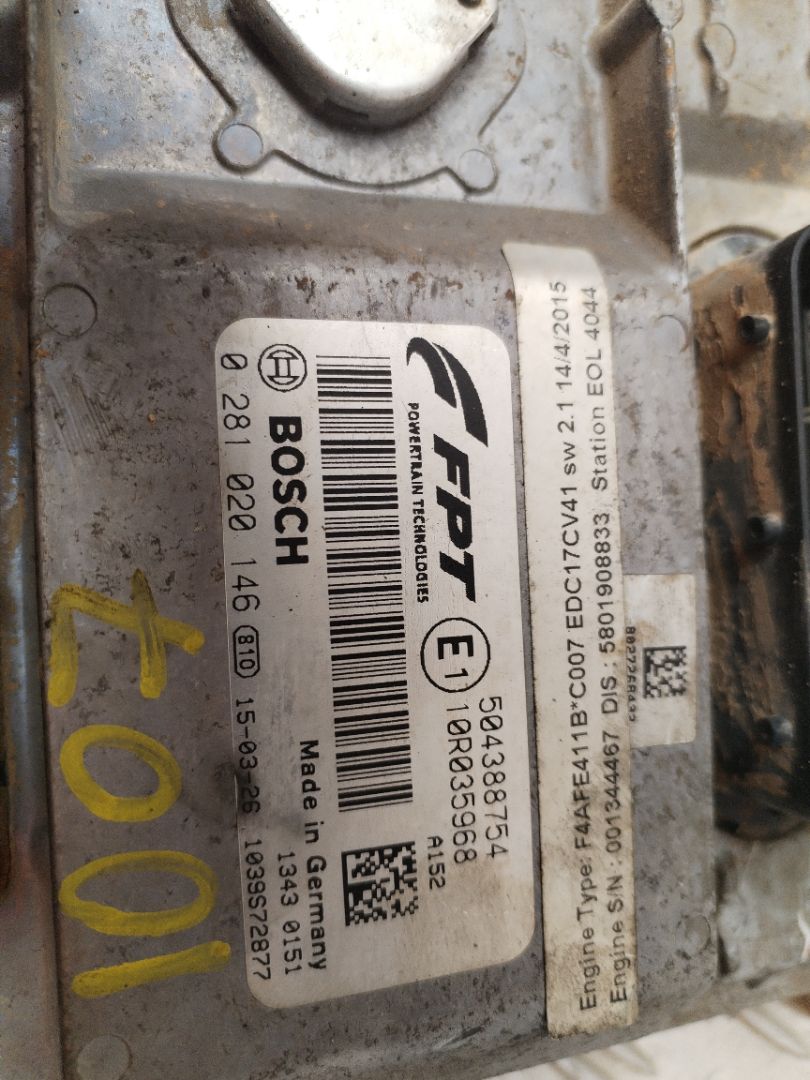 FPT
POWERTRAIN TECHNOLOGIES
E1
504388754
10R035968
A152
BOSCH
Made in Germany
1343 0151
0 281 020 146 810 15-03-26 1039S72877
Engine Type: F4AFE411B*C007 EDC17CV41 sw 2.1 14/4/2015
Engine S/N : 001344467 DIS : 5801908833 Station EOL 4044
1007